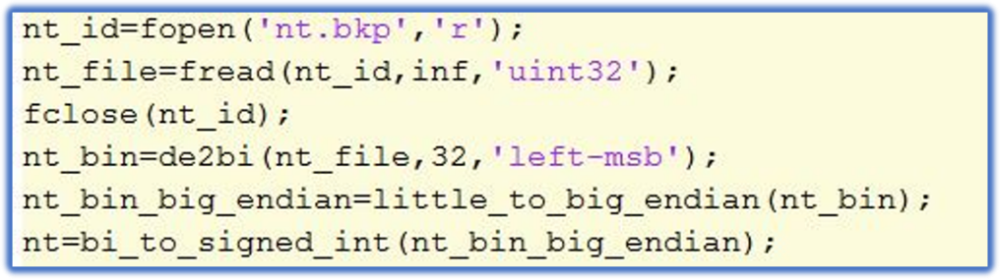 nt_id=fopen('nt.bkp','r');
nt_file=fread(nt_id,inf,'uint32');
fclose(nt_id);
nt_bin=de2bi(nt_file,32,'left-msb');
nt_bin_big_endian=little_to_big_endian(nt_bin);
nt=bi_to_signed_int(nt_bin_big_endian);